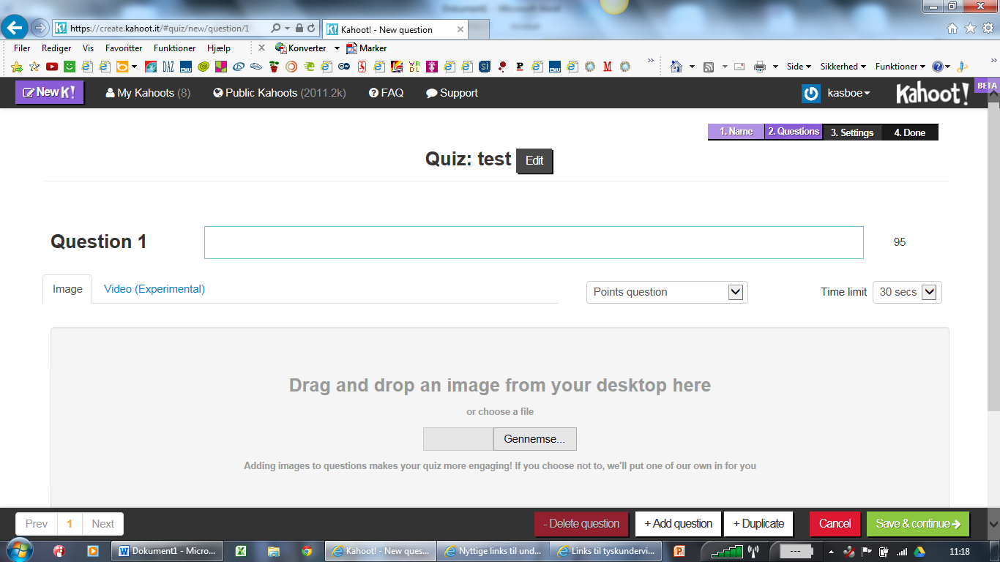 Dokument1 - Microsoft Word
https://create.kahoot.it/#quiz/new/question/1
Kahoot! - New question
Filer Rediger Vis Favoritter Funktioner Hjælp
Konverter Marker
Side Sikkerhed Funktioner
New K! My Kahoots (8) Public Kahoots (2011.2k) FAQ Support kasboe Kahoot! BETA
1. Name 2. Questions 3. Settings 4. Done
Quiz: test Edit
Question 1 95
Image Video (Experimental) Points question Time limit 30 secs
Drag and drop an image from your desktop here
or choose a file
Gennemse...
Adding images to questions makes your quiz more engaging! If you choose not to, we'll put one of our own in for you
Prev 1 Next - Delete question + Add question + Duplicate Cancel Save & continue
Dokument1 - Micro... Kahoot! - New ques... Nyttige links til und... Links til tyskundervi... 11:18